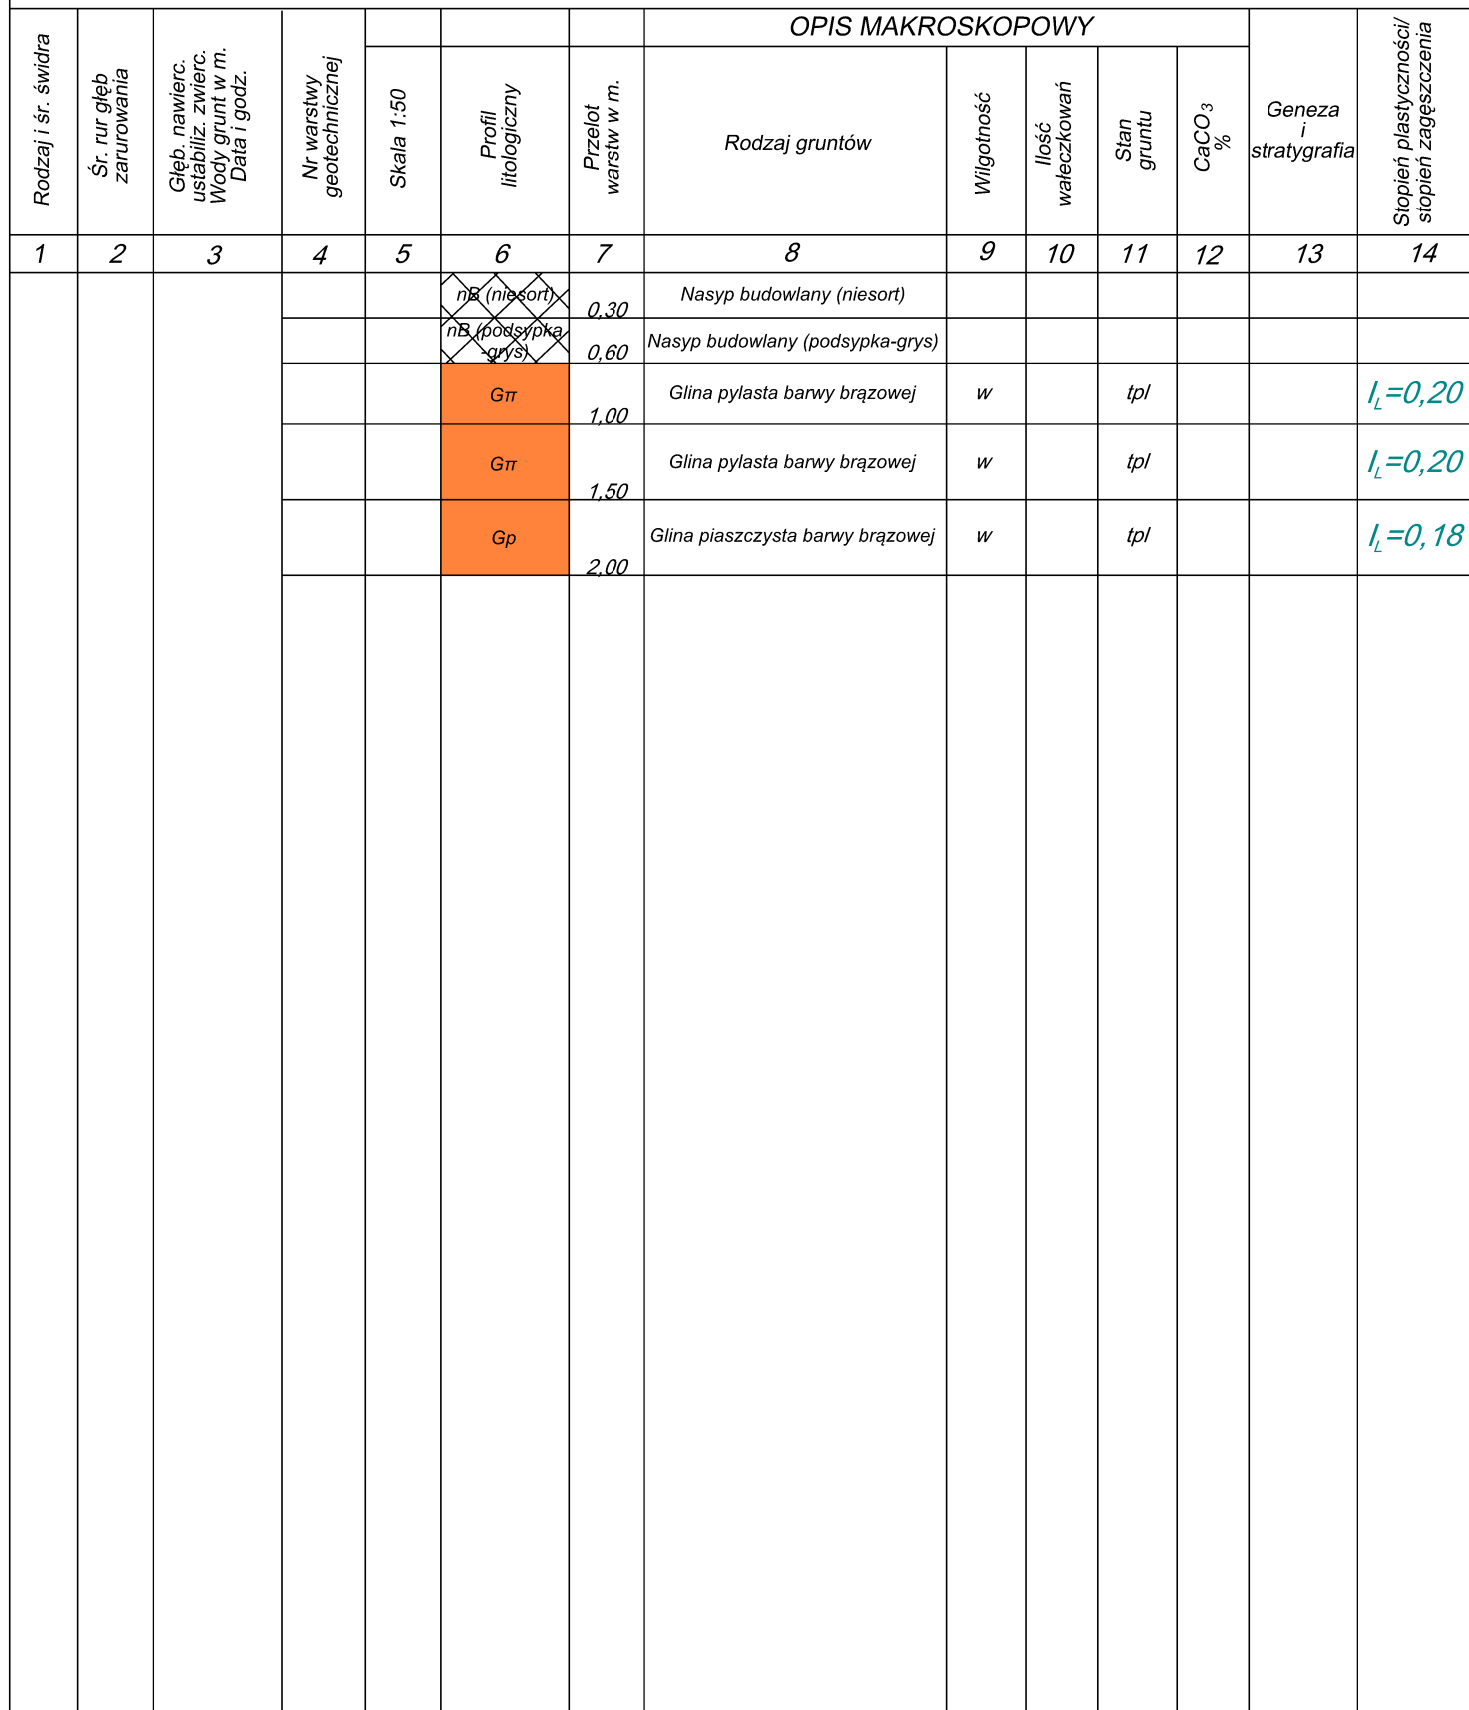 OPIS MAKROSKOPOWY
Rodzaj i śr. świdra
Śr. rur głęb
zarurowania
Głęb. nawierc.
ustabiliz. zwierc.
Wody grunt w m.
Data i godz.
Nr warstwy
geotechnicznej
Skala 1:50
Profil
litologiczny
Przelot
warstw w m.
Rodzaj gruntów
Wilgotność
Ilość
wałeczkowań
Stan
gruntu
CaCO3
%
Geneza
i
stratygrafia
Stopień plastyczności/
stopień zagęszczenia
1 2 3 4 5 6 7 8 9 10 11 12 13 14
nB (niesort) 0,30 Nasyp budowlany (niesort)
nB (podsypka
-grys) 0,60 Nasyp budowlany (podsypka-grys)
Gπ 1,00 Glina pylasta barwy brązowej w tpl IL=0,20
Gπ 1,50 Glina pylasta barwy brązowej w tpl IL=0,20
Gp 2,00 Glina piaszczysta barwy brązowej w tpl IL=0,18